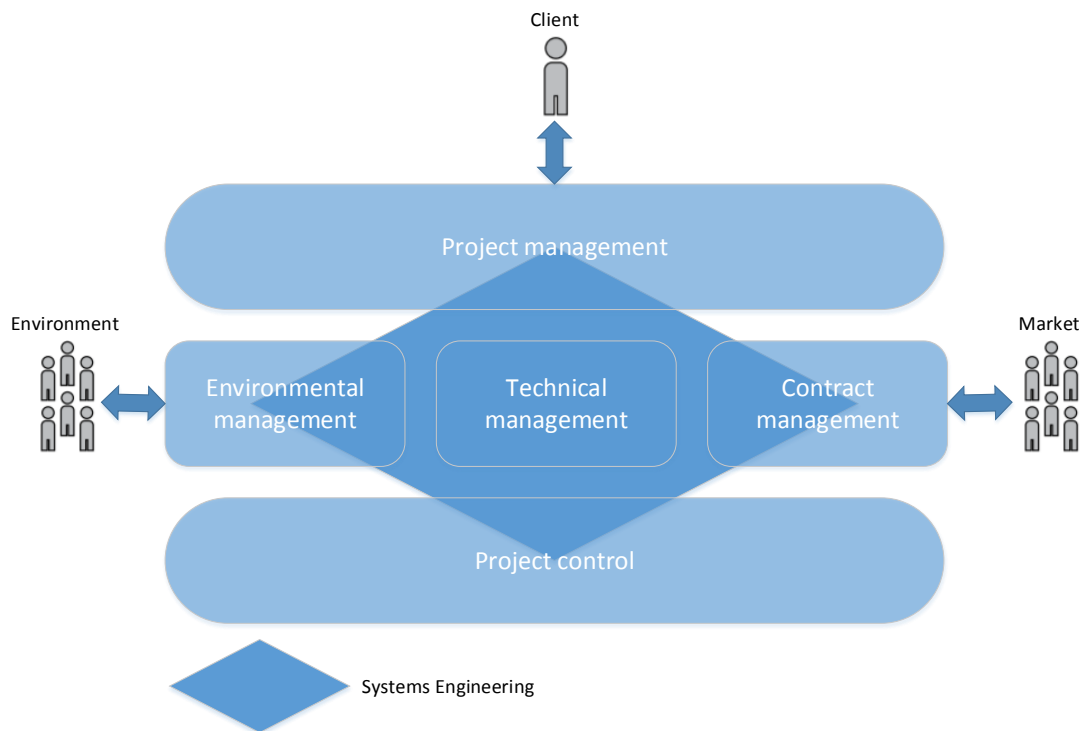 Client
Project management
Environment
Market
Environmental
management
Technical
management
Contract
management
Project control
Systems Engineering